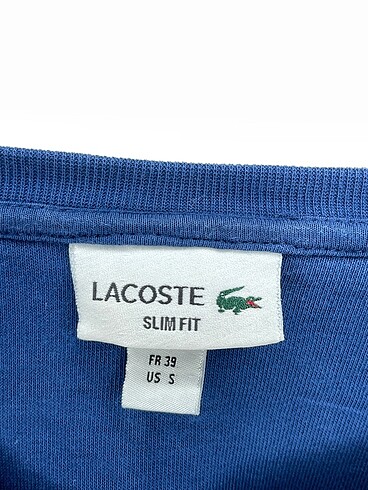 LACOSTE
SLIM FIT
FR 39
US S